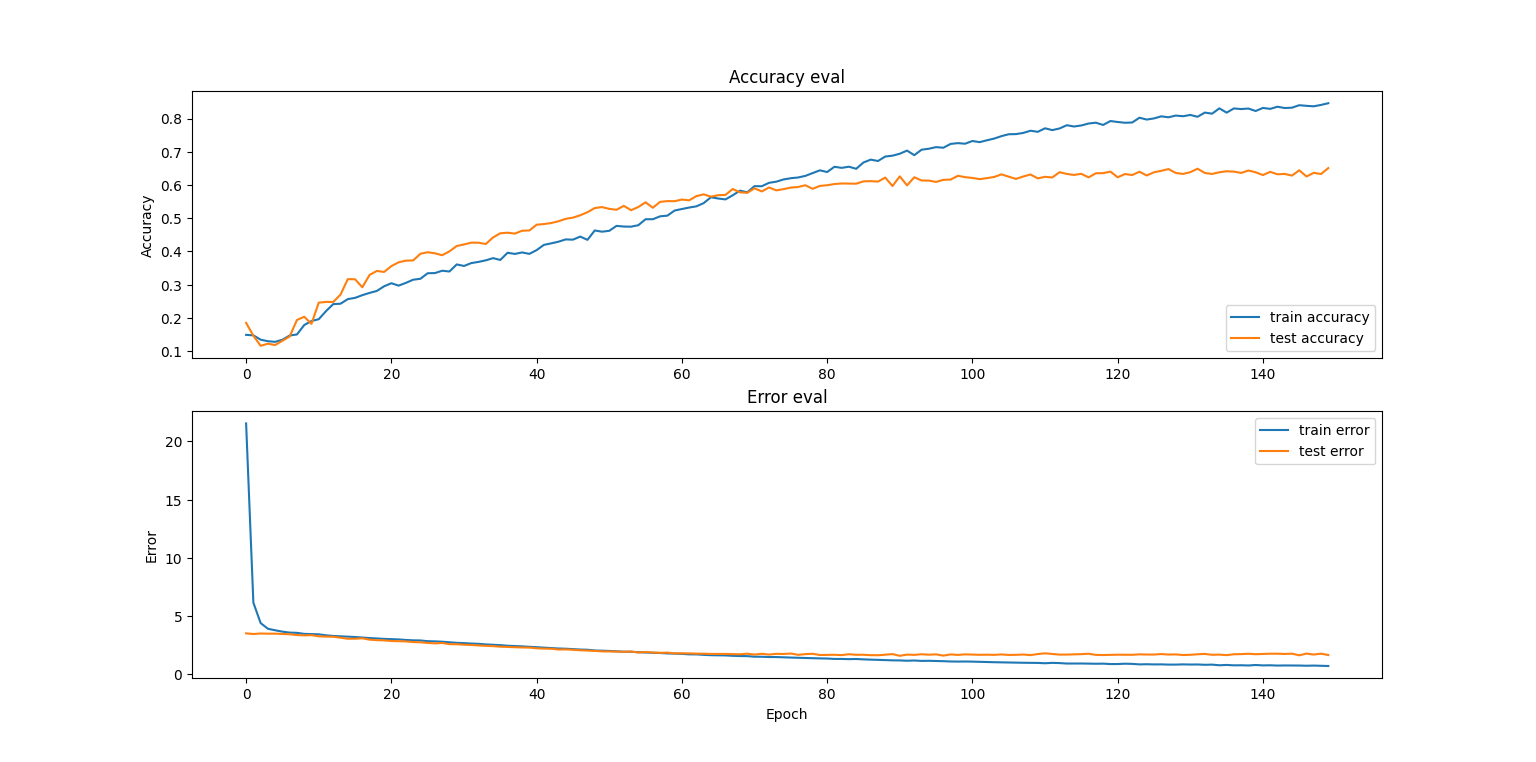 Accuracy eval
0.8
0.7
0.6
0.5
0.4
0.3
0.2
0.1
Accuracy
train accuracy
test accuracy
0 20 40 60 80 100 120 140
Error eval
20
15
10
5
0
Error
train error
test error
0 20 40 60 80 100 120 140
Epoch